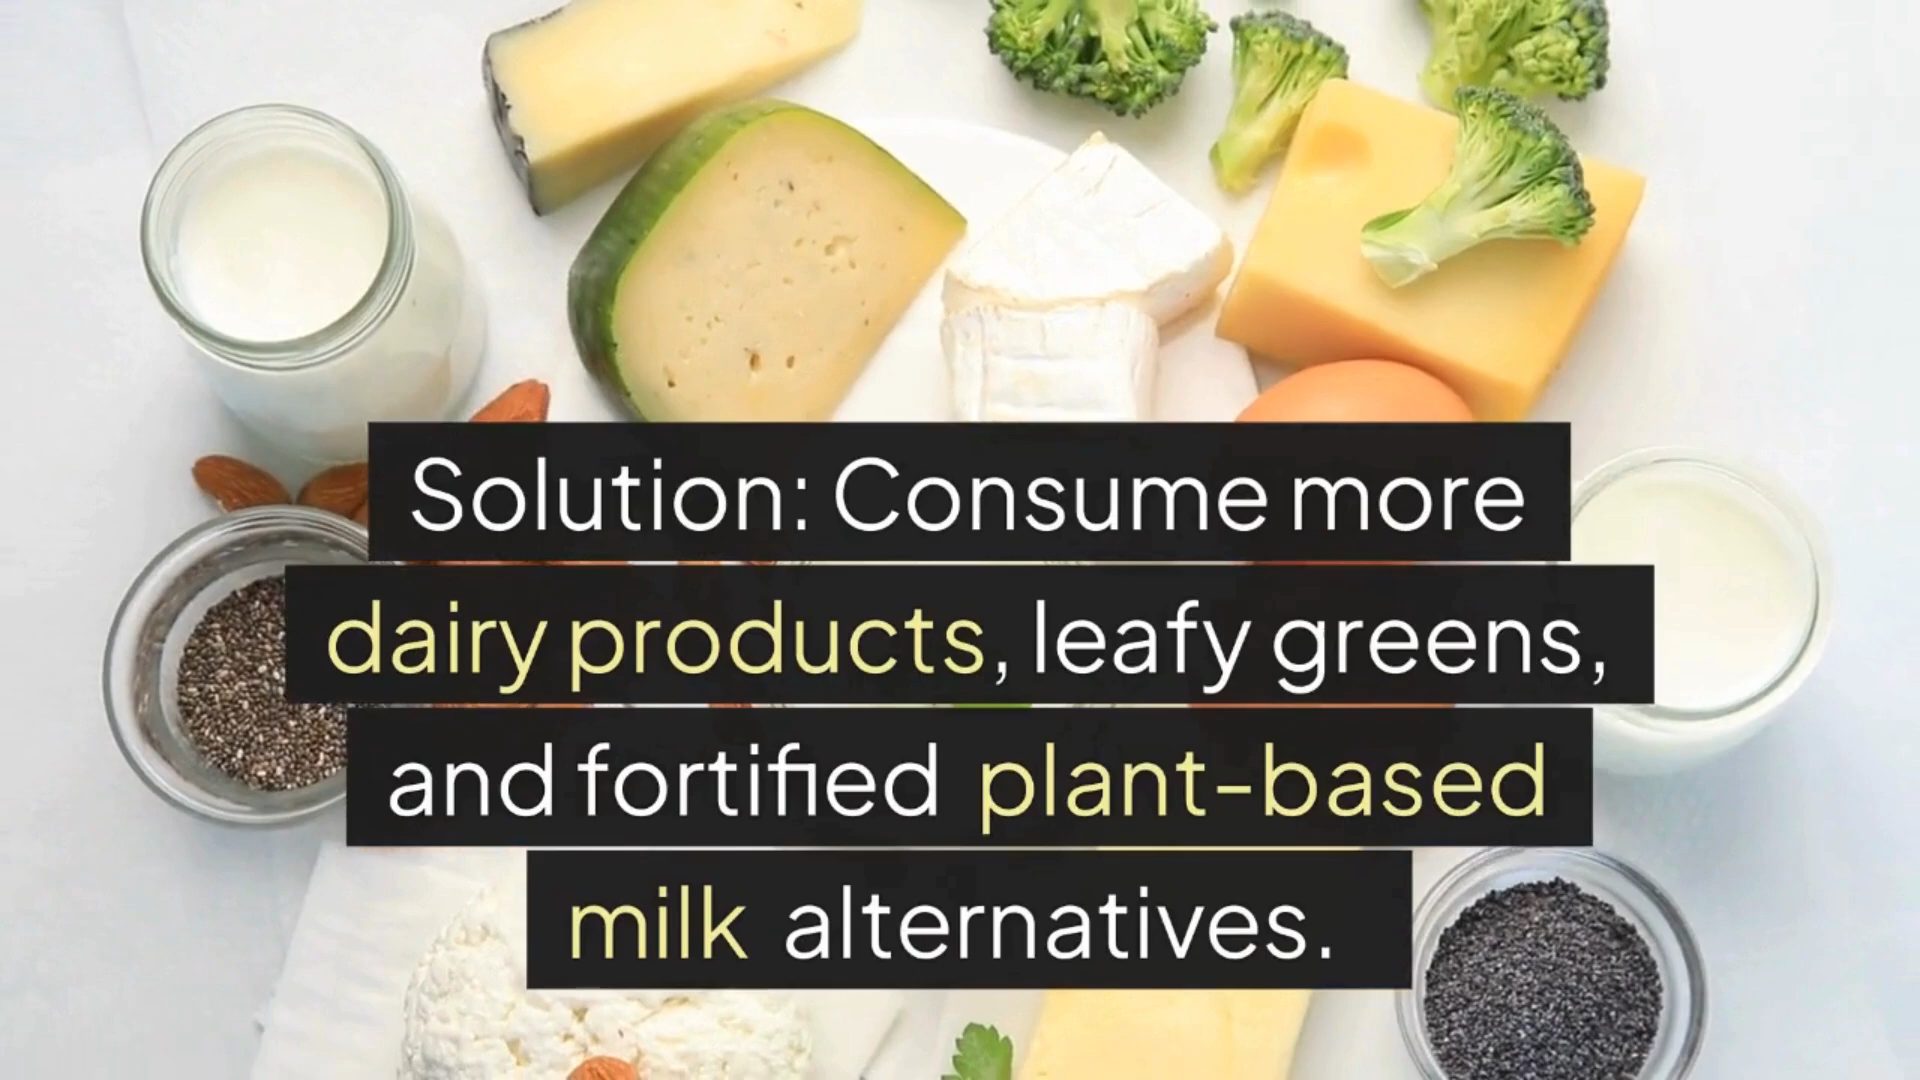 Solution: Consume more
dairy products, leafy greens,
and fortified plant-based
milk alternatives.